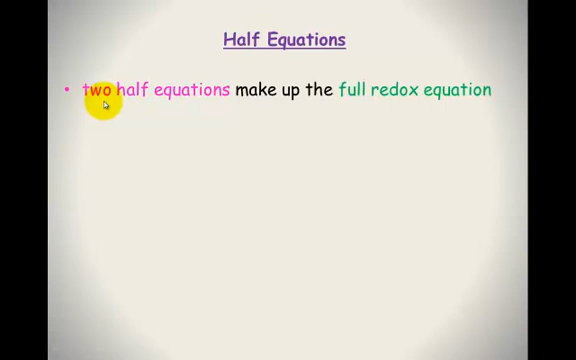 Half Equations
• two half equations make up the full redox equation